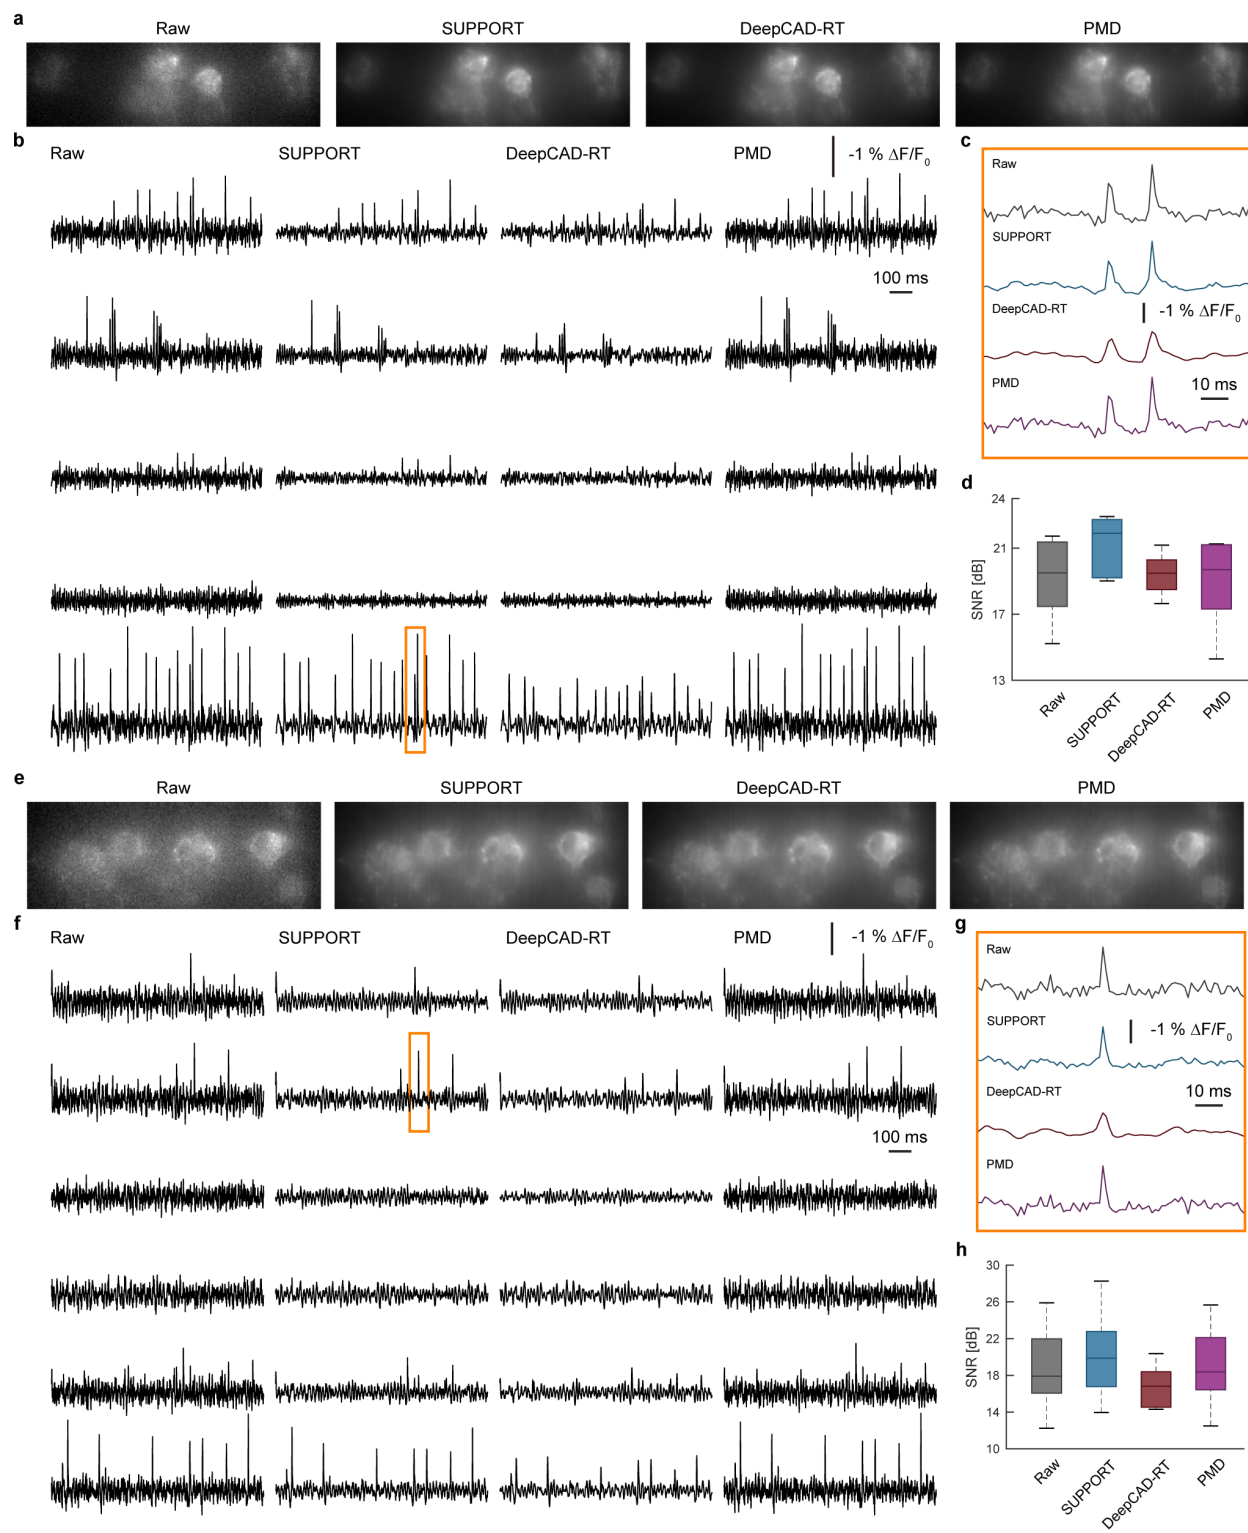 a
Raw
SUPPORT
DeepCAD-RT
PMD
b
Raw
SUPPORT
DeepCAD-RT
PMD
-1 % ΔF/F0
100 ms
c
Raw
SUPPORT
DeepCAD-RT
-1 % ΔF/F0
PMD
10 ms
d
24
21
17
13
SNR [dB]
Raw
SUPPORT
DeepCAD-RT
PMD
e
Raw
SUPPORT
DeepCAD-RT
PMD
f
Raw
SUPPORT
DeepCAD-RT
PMD
-1 % ΔF/F0
100 ms
g
Raw
SUPPORT
-1 % ΔF/F0
DeepCAD-RT
10 ms
PMD
h
30
26
22
18
14
10
SNR [dB]
Raw
SUPPORT
DeepCAD-RT
PMD